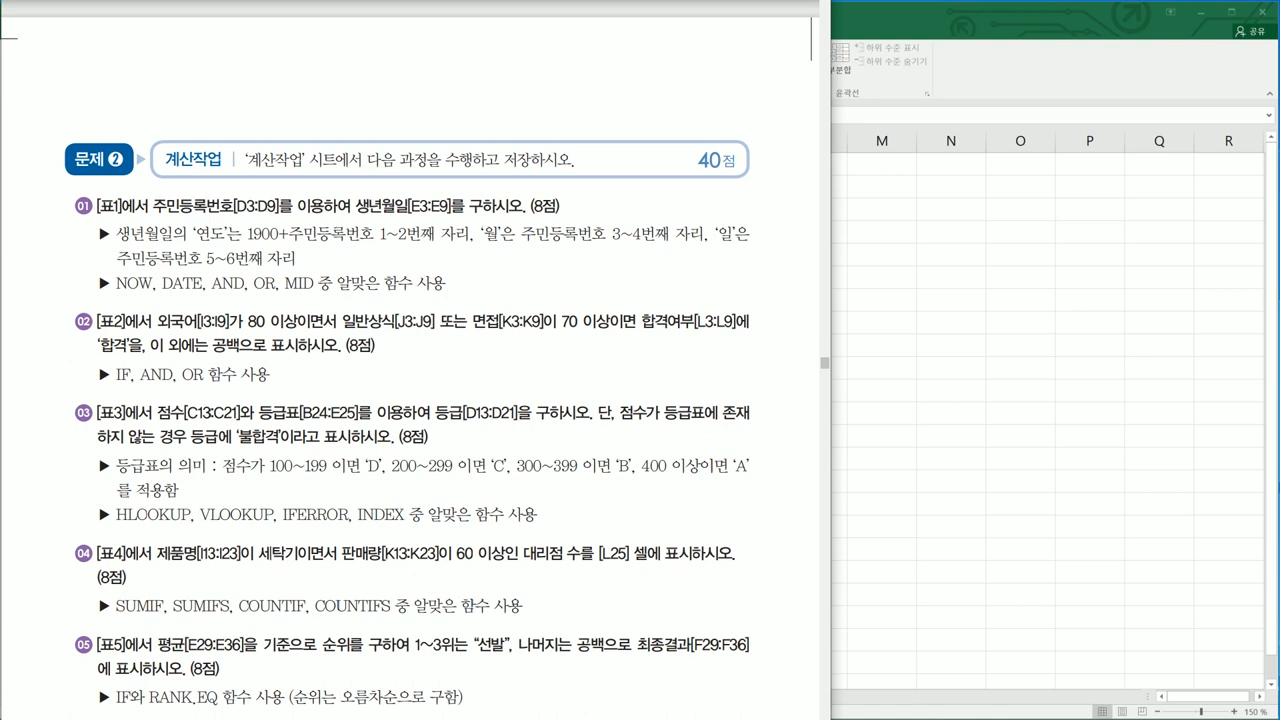 공유
하위 수준 표시
하위 수준 숨기기
윤곽선
M N O P Q R
문제 2 계산작업 '계산작업' 시트에서 다음 과정을 수행하고 저장하시오. 40점
01 [표1]에서 주민등록번호[D3:D9]를 이용하여 생년월일[E3:E9]를 구하시오. (8점)
▶ 생년월일의 '연도'는 1900+주민등록번호 1~2번째 자리, '월'은 주민등록번호 3~4번째 자리, '일'은
주민등록번호 5~6번째 자리
▶ NOW, DATE, AND, OR, MID 중 알맞은 함수 사용
02 [표2]에서 외국어[I3:I9]가 80 이상이면서 일반상식[J3:J9] 또는 면접[K3:K9]이 70 이상이면 합격여부[L3:L9]에
'합격'을, 이 외에는 공백으로 표시하시오. (8점)
▶ IF, AND, OR 함수 사용
03 [표3]에서 점수[C13:C21]와 등급표[B24:E25]를 이용하여 등급[D13:D21]을 구하시오. 단, 점수가 등급표에 존재
하지 않는 경우 등급에 '불합격'이라고 표시하시오. (8점)
▶ 등급표의 의미 : 점수가 100~199 이면 'D', 200~299 이면 'C', 300~399 이면 'B', 400 이상이면 'A'
를 적용함
▶ HLOOKUP, VLOOKUP, IFERROR, INDEX 중 알맞은 함수 사용
04 [표4]에서 제품명[I13:I23]이 세탁기이면서 판매량[K13:K23]이 60 이상인 대리점 수를 [L25] 셀에 표시하시오.
(8점)
▶ SUMIF, SUMIFS, COUNTIF, COUNTIFS 중 알맞은 함수 사용
05 [표5]에서 평균[E29:E36]을 기준으로 순위를 구하여 1~3위는 "선발", 나머지는 공백으로 최종결과[F29:F36]
에 표시하시오. (8점)
▶ IF와 RANK.EQ 함수 사용 (순위는 오름차순으로 구함)
150 %